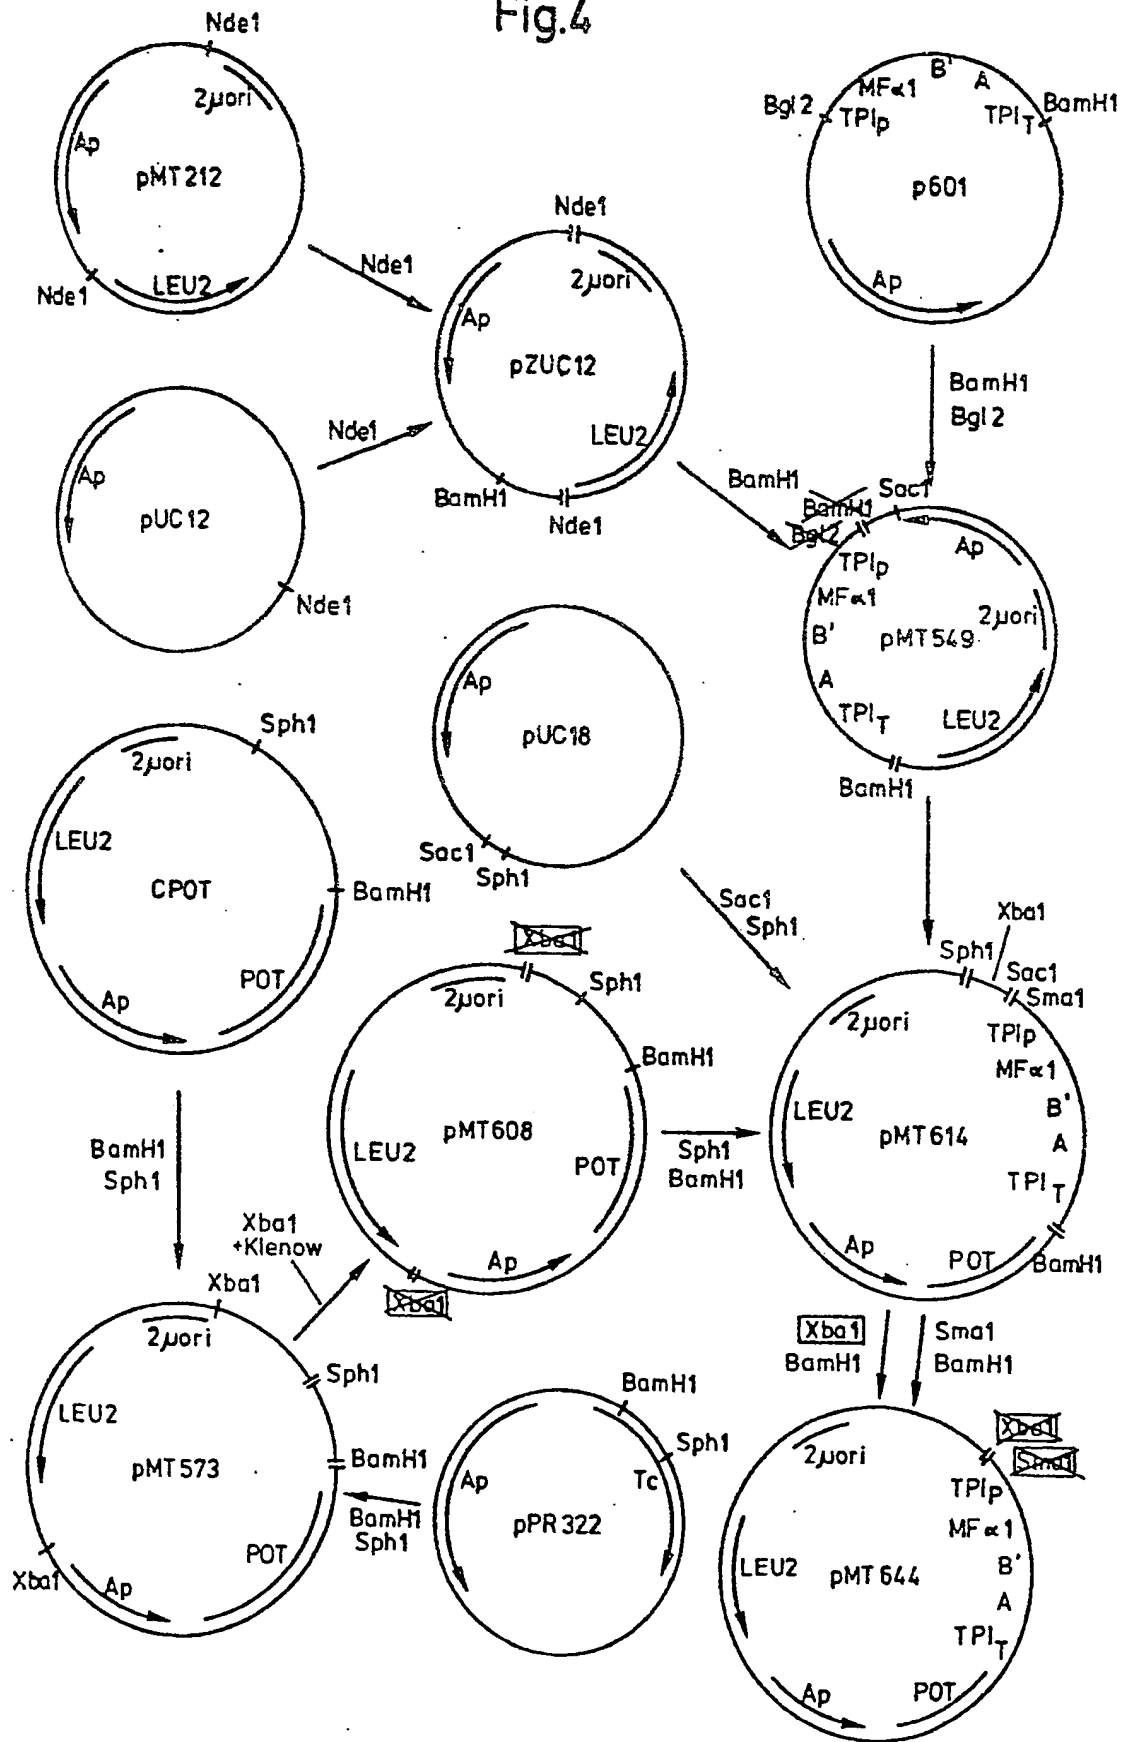 Fig.4
Nde1
2μori
Ap
pMT212
Nde1
LEU2
Nde1
Bgl2
MFα1
B'
A
TPIp
TPIT
BamH1
p601
Ap
BamH1
Bgl2
Nde1
2μori
Ap
pZUC12
LEU2
BamH1
Nde1
Ap
pUC12
Nde1
Nde1
BamH1
BamH1
Bgl2
Sac1
Ap
TPIp
MFα1
2μori
B'
pMT549
A
TPIT
LEU2
BamH1
Ap
pUC18
Sac1
Sph1
Sac1
Sph1
2μori
Sph1
LEU2
CPOT
BamH1
POT
Ap
BamH1
Sph1
Xba1
2μori
Sph1
BamH1
pMT608
LEU2
POT
Ap
Xba1
Sph1
BamH1
Xba1
+Klenow
Xba1
Sph1
Sac1
Sma1
2μori
TPIp
MFα1
LEU2
B'
pMT614
A
TPIT
Ap
POT
BamH1
Xba1
BamH1
Sma1
BamH1
Xba1
2μori
Sph1
LEU2
BamH1
pMT573
POT
Xba1
Ap
BamH1
Sph1
BamH1
Sph1
Ap
Tc
pPR322
Xba1
Sma1
2μori
TPIp
MFα1
LEU2
B'
pMT644
A
TPIT
Ap
POT